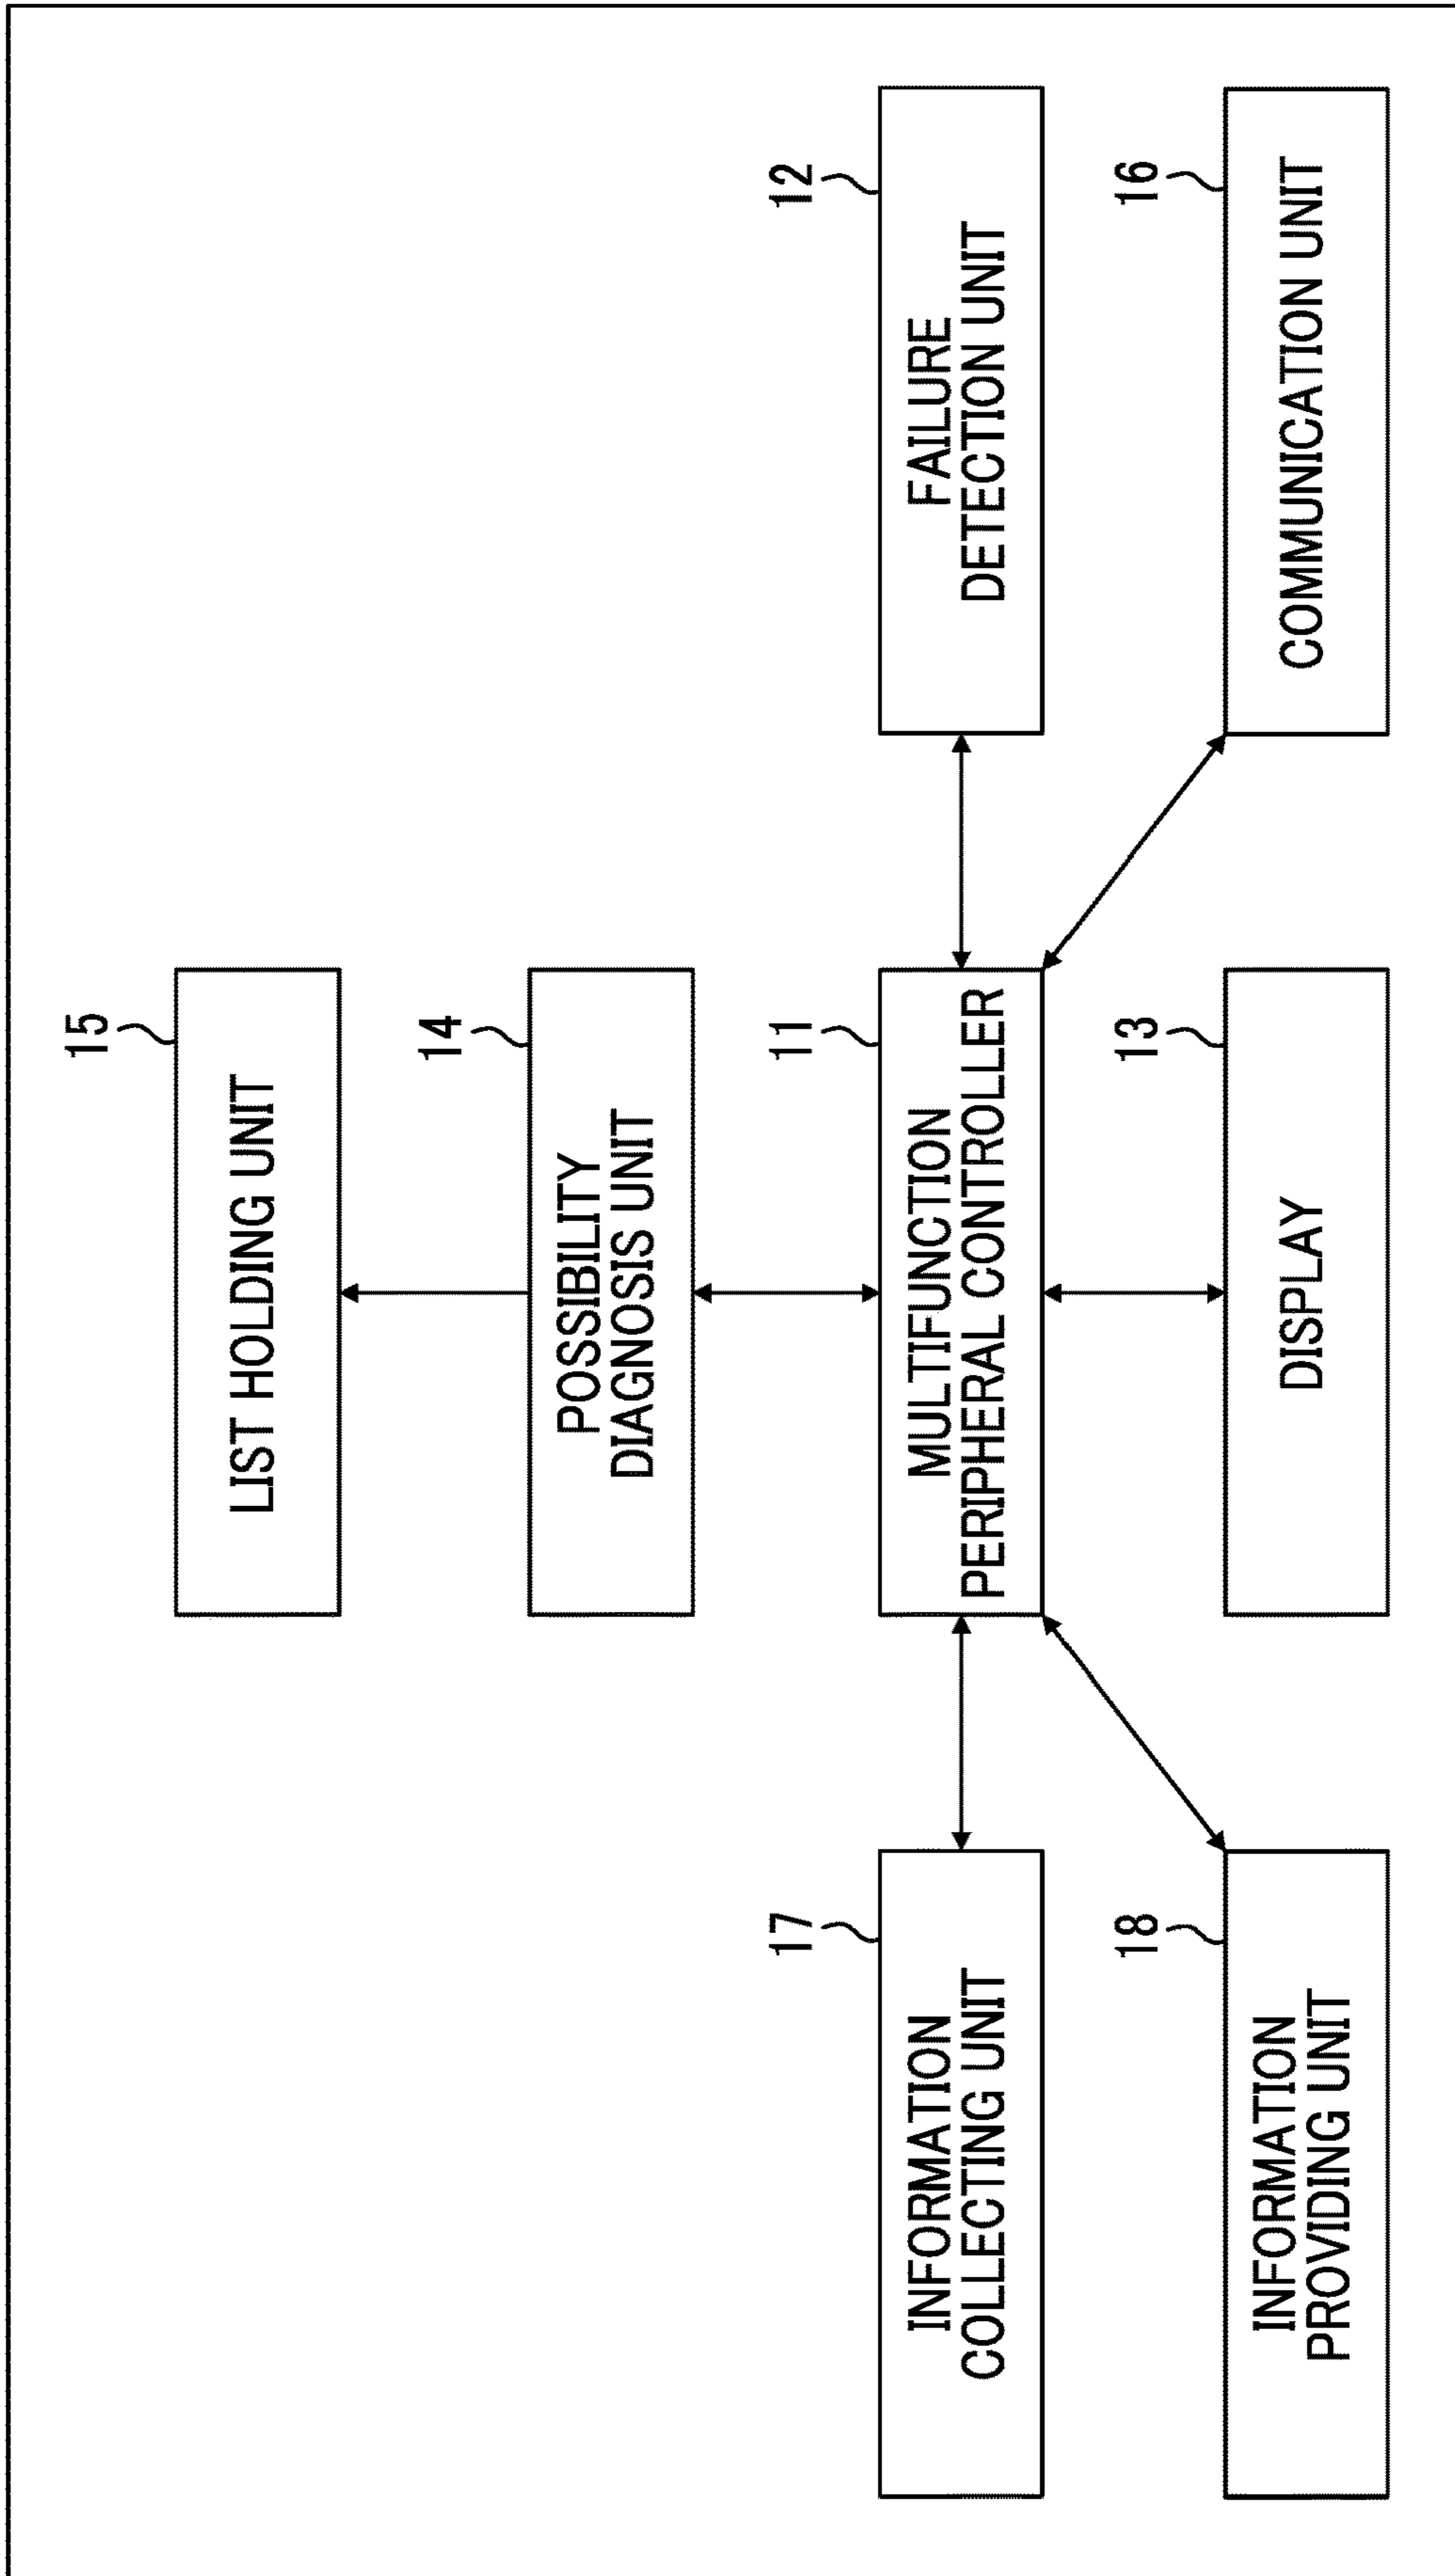 15
LIST HOLDING UNIT
14
POSSIBILITY
DIAGNOSIS UNIT
17
INFORMATION
COLLECTING UNIT
11
MULTIFUNCTION
PERIPHERAL CONTROLLER
12
FAILURE
DETECTION UNIT
18
INFORMATION
PROVIDING UNIT
13
DISPLAY
16
COMMUNICATION UNIT